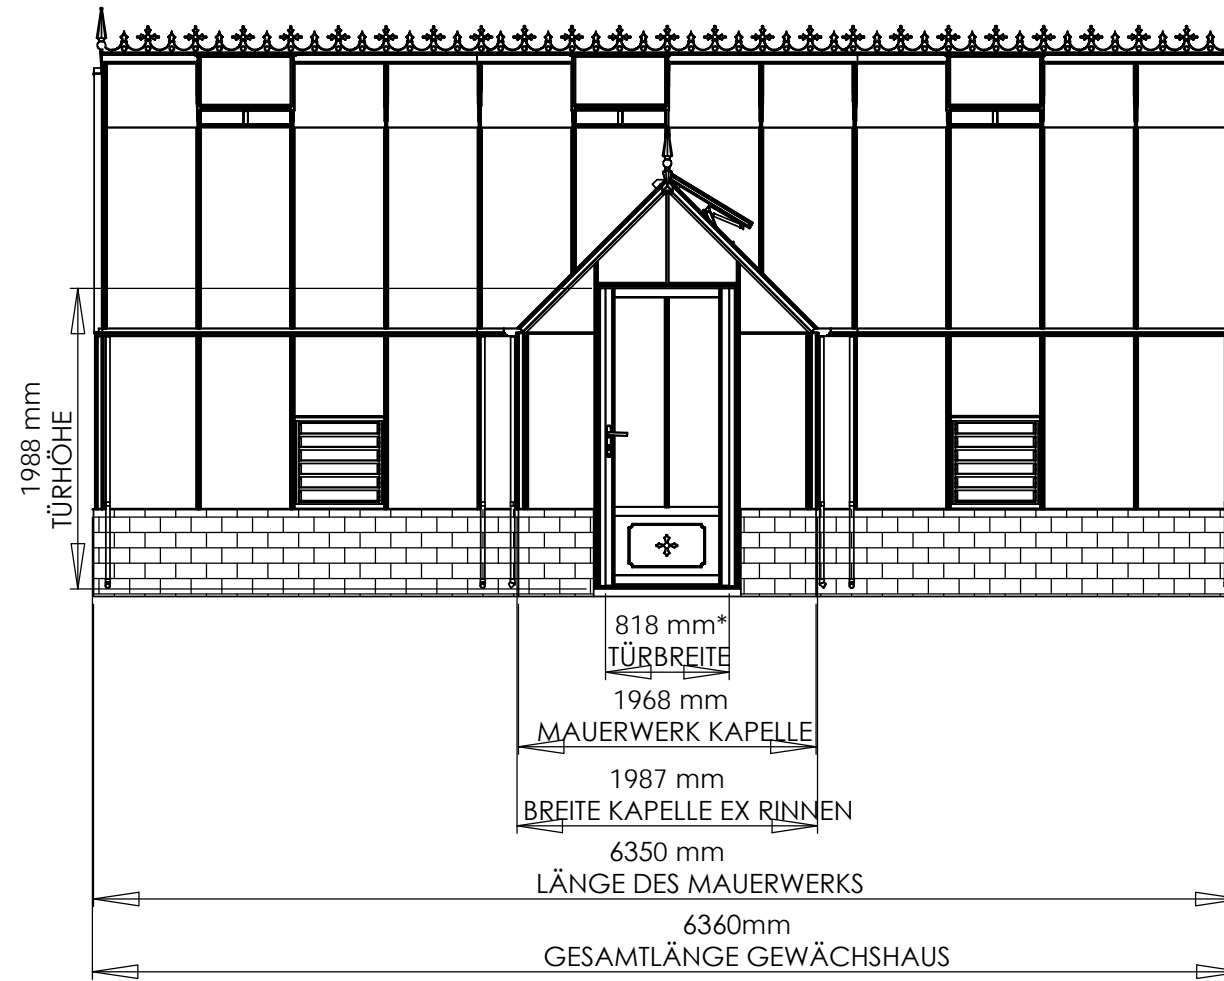 1988 mm
TÜRHÖHE
818 mm*
TÜRBREITE
1968 mm
MAUERWERK KAPELLE
1987 mm
BREITE KAPELLE EX RINNEN
6350 mm
LÄNGE DES MAUERWERKS
6360mm
GESAMTLÄNGE GEWÄCHSHAUS